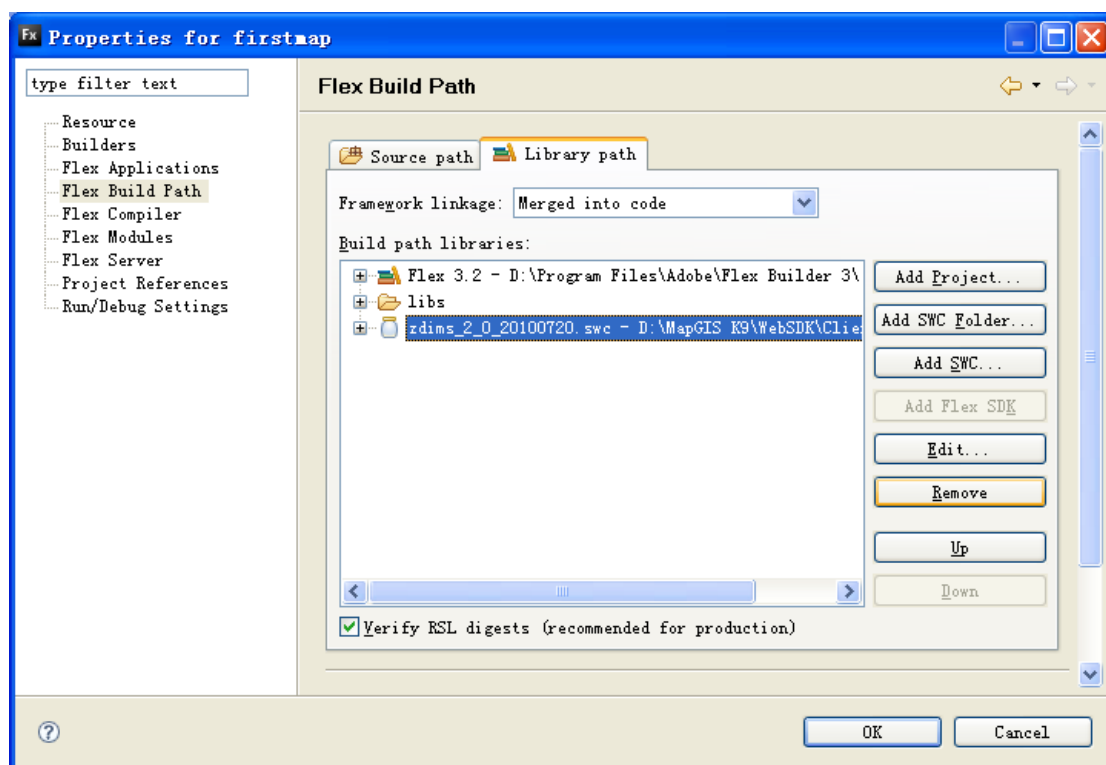 Fx Properties for firstmap
type filter text
Resource
Builders
Flex Applications
Flex Build Path
Flex Compiler
Flex Modules
Flex Server
Project References
Run/Debug Settings
Flex Build Path
Source path
Library path
Framework linkage:
Merged into code
Build path libraries:
Flex 3.2 - D:\Program Files\Adobe\Flex Builder 3\
libs
zdims_2_0_20100720.swc - D:\MapGIS K9\WebSDK\Clie
Add Project...
Add SWC Folder...
Add SWC...
Add Flex SDK
Edit...
Remove
Up
Down
Verify RSL digests (recommended for production)
OK
Cancel